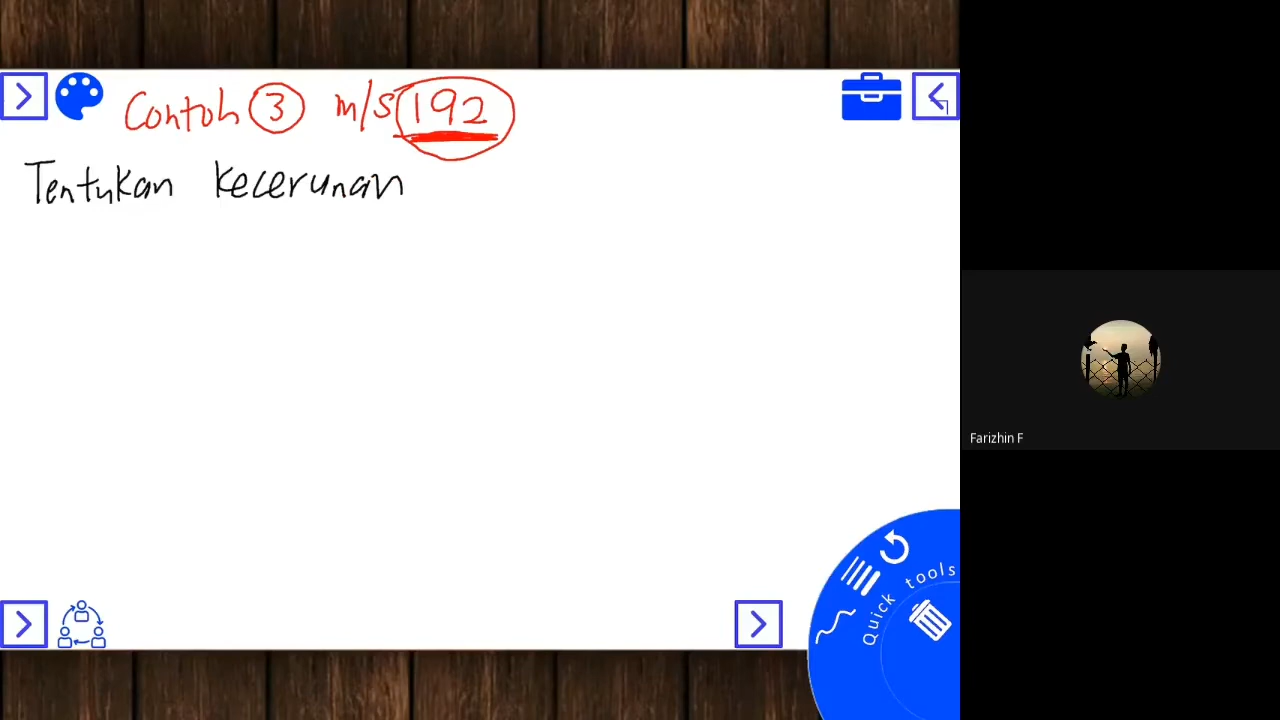 Contoh 3 m/s 192
Tentukan kecerunan
Farizhin F
Quick tools